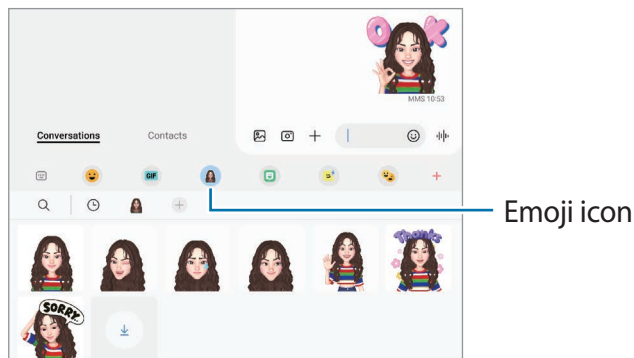 OK
MMS 10:53
Conversations Contacts
GIF
Emoji icon
Thanks
SORRY